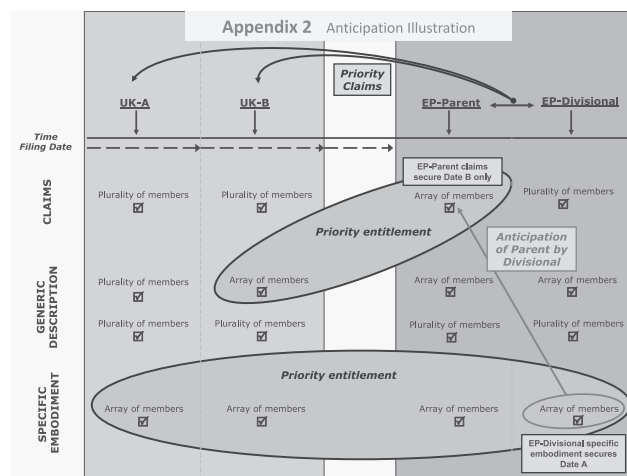 Appendix 2 Anticipation Illustration
Priority
Claims
UK-A
UK-B
EP-Parent
EP-Divisional
Time
Filing Date
EP-Parent claims
secure Date B only
CLAIMS
Plurality of members
Plurality of members
Array of members
Plurality of members
Priority entitlement
Anticipation
of Parent by
Divisional
GENERIC
DESCRIPTION
Plurality of members
Array of members
Array of members
Array of members
Plurality of members
Plurality of members
Plurality of members
Plurality of members
SPECIFIC
EMBODIMENT
Priority entitlement
Array of members
Array of members
Array of members
Array of members
EP-Divisional specific
embodiment secures
Date A